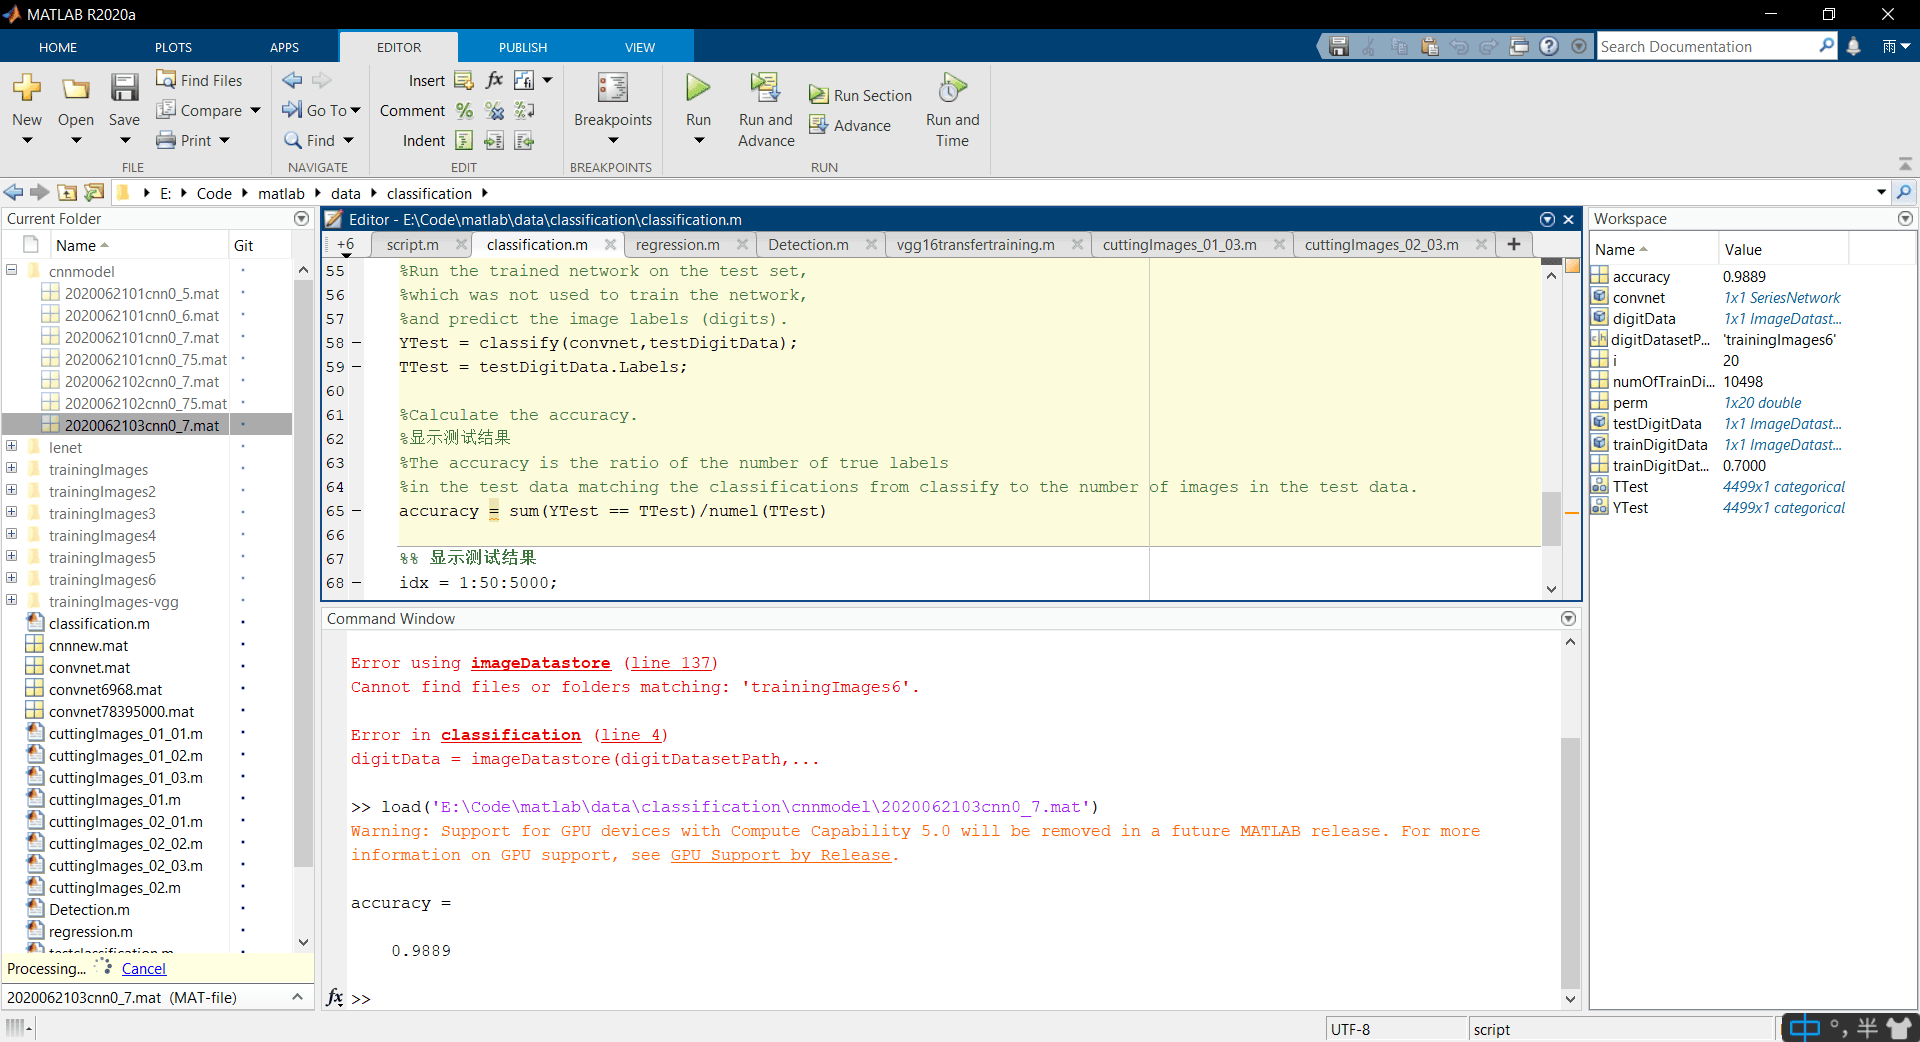 MATLAB R2020a
HOME PLOTS APPS EDITOR PUBLISH VIEW
Search Documentation
雨
New
Open
Save
Find Files
Compare
Print
FILE
Go To
Find
NAVIGATE
Insert
fx
Comment
Indent
EDIT
Breakpoints
BREAKPOINTS
Run
Run and Advance
Run Section
Advance
Run and Time
RUN
E: Code matlab data classification
Current Folder
Name Git
cnnmodel
2020062101cnn0_5.mat
2020062101cnn0_6.mat
2020062101cnn0_7.mat
2020062101cnn0_75.mat
2020062102cnn0_7.mat
2020062102cnn0_75.mat
2020062103cnn0_7.mat
lenet
trainingImages
trainingImages2
trainingImages3
trainingImages4
trainingImages5
trainingImages6
trainingImages-vgg
classification.m
cnnnew.mat
convnet.mat
convnet6968.mat
convnet78395000.mat
cuttingImages_01_01.m
cuttingImages_01_02.m
cuttingImages_01_03.m
cuttingImages_01.m
cuttingImages_02_01.m
cuttingImages_02_02.m
cuttingImages_02_03.m
cuttingImages_02.m
Detection.m
regression.m
testclassification.m
Processing... Cancel
2020062103cnn0_7.mat (MAT-file)
Editor - E:\Code\matlab\data\classification\classification.m
+6 script.m classification.m regression.m Detection.m vgg16transfertraining.m cuttingImages_01_03.m cuttingImages_02_03.m
55 %Run the trained network on the test set,
56 %which was not used to train the network,
57 %and predict the image labels (digits).
58 – YTest = classify(convnet,testDigitData);
59 – TTest = testDigitData.Labels;
60
61 %Calculate the accuracy.
62 %显示测试结果
63 %The accuracy is the ratio of the number of true labels
64 %in the test data matching the classifications from classify to the number of images in the test data.
65 – accuracy = sum(YTest == TTest)/numel(TTest)
66
67 %% 显示测试结果
68 – idx = 1:50:5000;
Command Window
Error using imageDatastore (line 137)
Cannot find files or folders matching: 'trainingImages6'.
Error in classification (line 4)
digitData = imageDatastore(digitDatasetPath,...
>> load('E:\Code\matlab\data\classification\cnnmodel\2020062103cnn0_7.mat')
Warning: Support for GPU devices with Compute Capability 5.0 will be removed in a future MATLAB release. For more
information on GPU support, see GPU Support by Release.
accuracy =
0.9889
fx >>
Workspace
Name Value
accuracy 0.9889
convnet 1x1 SeriesNetwork
digitData 1x1 ImageDatast...
digitDatasetP... 'trainingImages6'
i 20
numOfTrainDi... 10498
perm 1x20 double
testDigitData 1x1 ImageDatast...
trainDigitData 1x1 ImageDatast...
trainDigitDat... 0.7000
TTest 4499x1 categorical
YTest 4499x1 categorical
UTF-8 script
中 °, 半